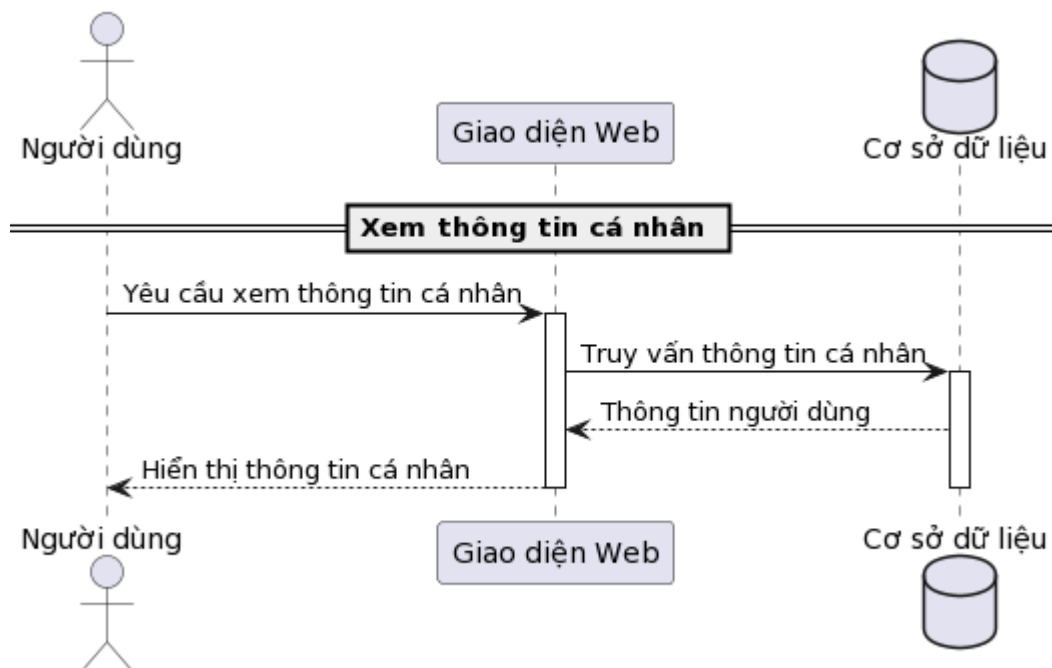 Người dùng
Giao diện Web
Cơ sở dữ liệu
Xem thông tin cá nhân
Yêu cầu xem thông tin cá nhân
Truy vấn thông tin cá nhân
Thông tin người dùng
Hiển thị thông tin cá nhân
Người dùng
Giao diện Web
Cơ sở dữ liệu